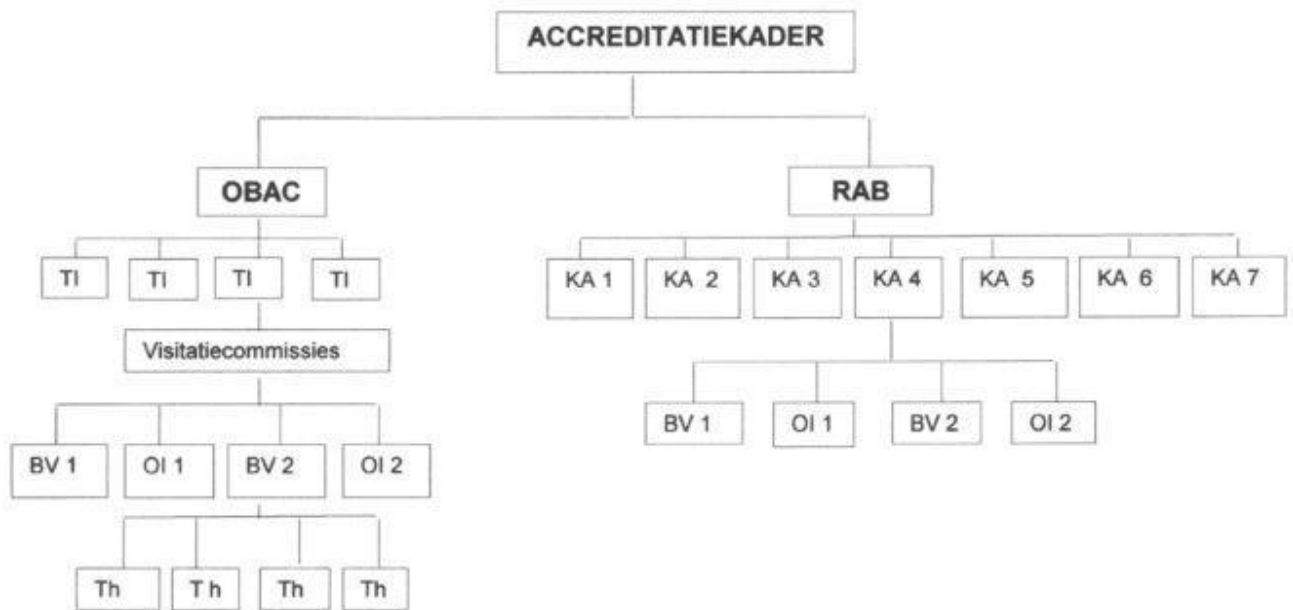 ACCREDITATIEKADER
OBAC
RAB
TI TI TI TI
KA 1 KA 2 KA 3 KA 4 KA 5 KA 6 KA 7
Visitatiecommissies
BV 1 OI 1 BV 2 OI 2
BV 1 OI 1 BV 2 OI 2
Th T h Th Th